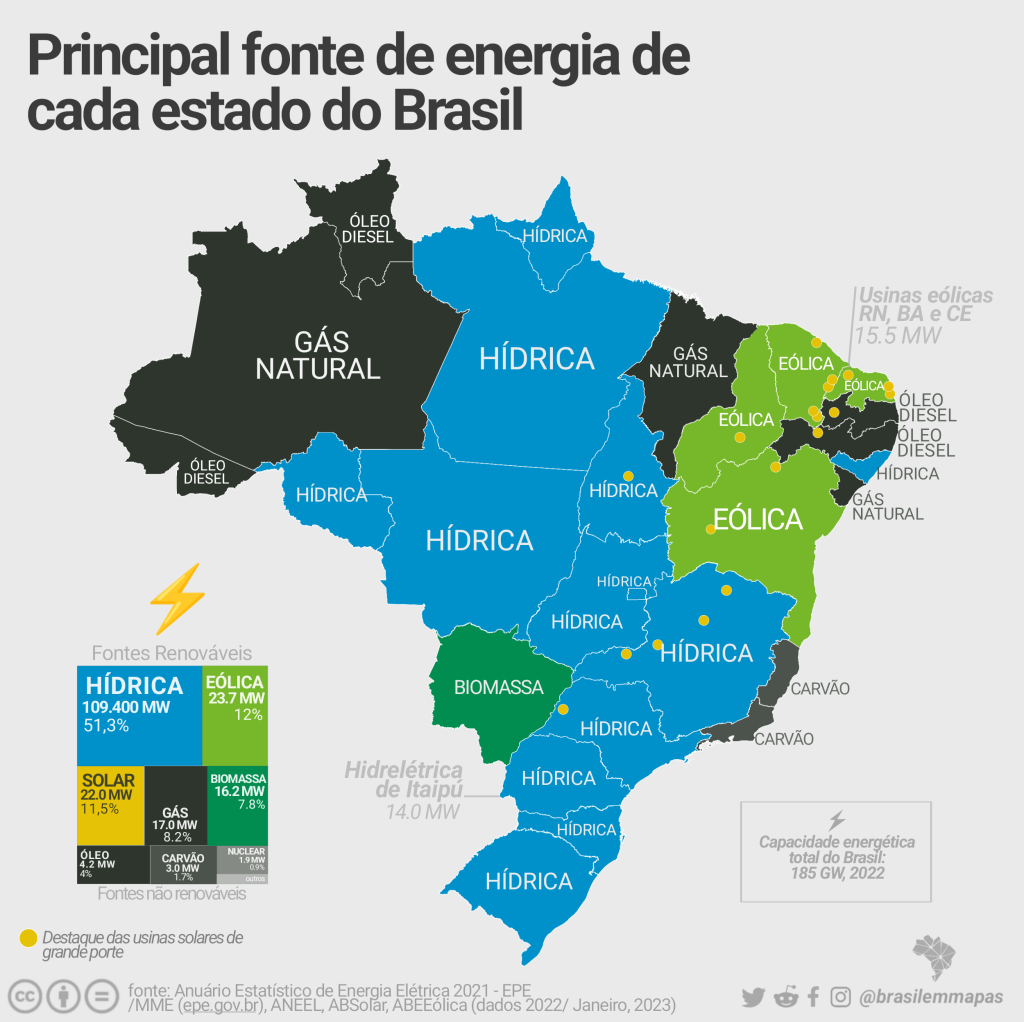 Principal fonte de energia de
cada estado do Brasil
ÓLEO
DIESEL
HÍDRICA
GÁS
NATURAL
HÍDRICA
GÁS
NATURAL
Usinas eólicas
RN, BA e CE
15.5 MW
EÓLICA
EÓLICA
EÓLICA
ÓLEO
DIESEL
ÓLEO
DIESEL
HÍDRICA
GÁS
NATURAL
ÓLEO
DIESEL
HÍDRICA
HÍDRICA
HÍDRICA
EÓLICA
HÍDRICA
HÍDRICA
HÍDRICA
BIOMASSA
CARVÃO
CARVÃO
HÍDRICA
HÍDRICA
HÍDRICA
HÍDRICA
Hidrelétrica
de Itaipú
14.0 MW
Fontes Renováveis
HÍDRICA
109.400 MW
51,3%
EÓLICA
23.7 MW
12%
SOLAR
22.0 MW
11,5%
GÁS
17.0 MW
8.2%
BIOMASSA
16.2 MW
7.8%
ÓLEO
4.2 MW
4%
CARVÃO
3.0 MW
1.7%
NUCLEAR
1.9 MW
0.9%
outros
Fontes não renováveis
Capacidade energética
total do Brasil:
185 GW, 2022
Destaque das usinas solares de
grande porte
cc
fonte: Anuário Estatístico de Energia Elétrica 2021 - EPE
/MME (epe.gov.br), ANEEL, ABSolar, ABEEólica (dados 2022/ Janeiro, 2023)
@brasilemmapas